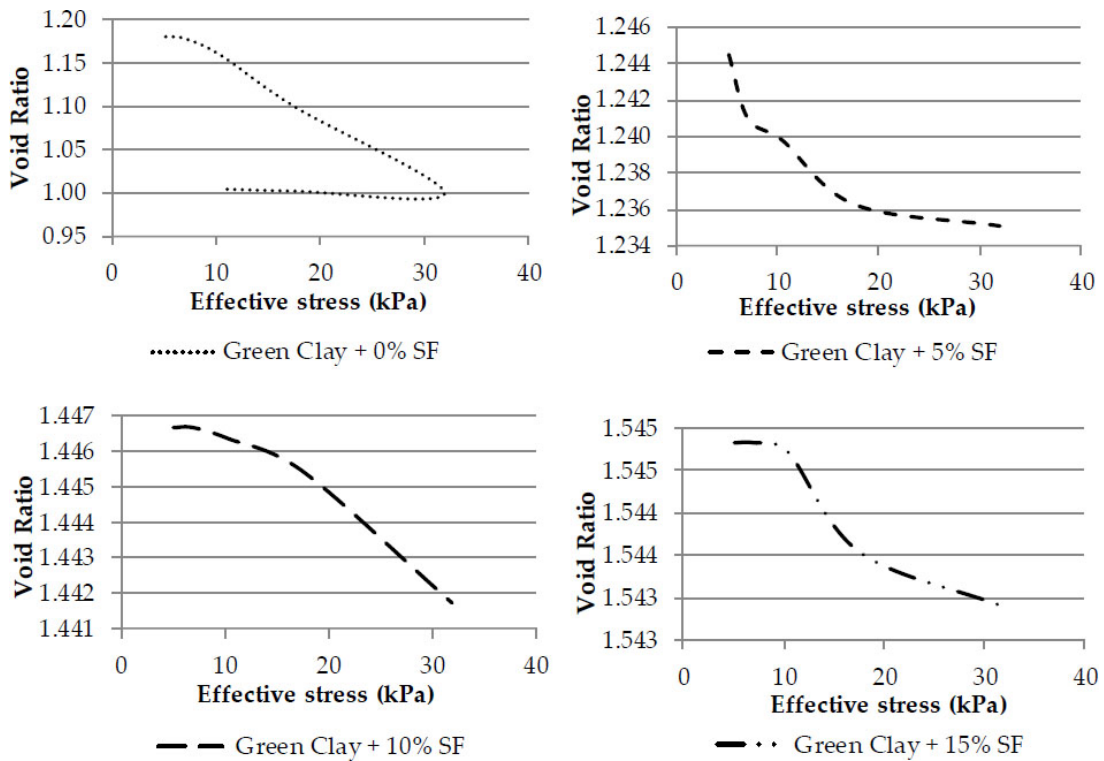 Void Ratio
1.20
1.15
1.10
1.05
1.00
0.95
0 10 20 30 40
Effective stress (kPa)
Green Clay + 0% SF
Void Ratio
1.246
1.244
1.242
1.240
1.238
1.236
1.234
0 10 20 30 40
Effective stress (kPa)
Green Clay + 5% SF
Void Ratio
1.447
1.446
1.445
1.444
1.443
1.442
1.441
0 10 20 30 40
Effective stress (kPa)
Green Clay + 10% SF
Void Ratio
1.545
1.545
1.544
1.544
1.543
1.543
0 10 20 30 40
Effective stress (kPa)
Green Clay + 15% SF